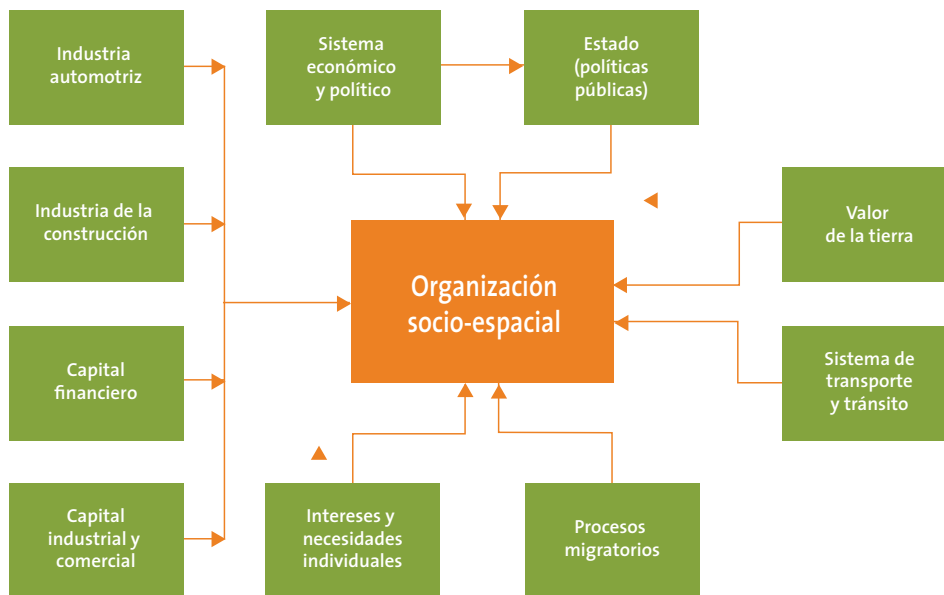 Industria
automotriz
Sistema
económico
y político
Estado
(políticas
públicas)
Industria de la
construcción
Valor
de la tierra
Organización
socio-espacial
Capital
financiero
Sistema de
transporte
y tránsito
Capital
industrial y
comercial
Intereses y
necesidades
individuales
Procesos
migratorios